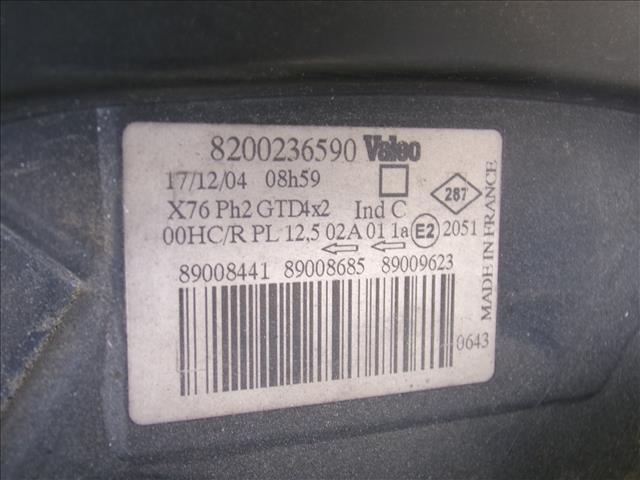 8200236590 Valeo
17/12/04 08h59
287
X76 Ph2 GTD4x2 Ind C
00HC/R PL 12,5 02A 01 1a E2 2051
89008441 89008685 89009623
0643
MADE IN FRANCE